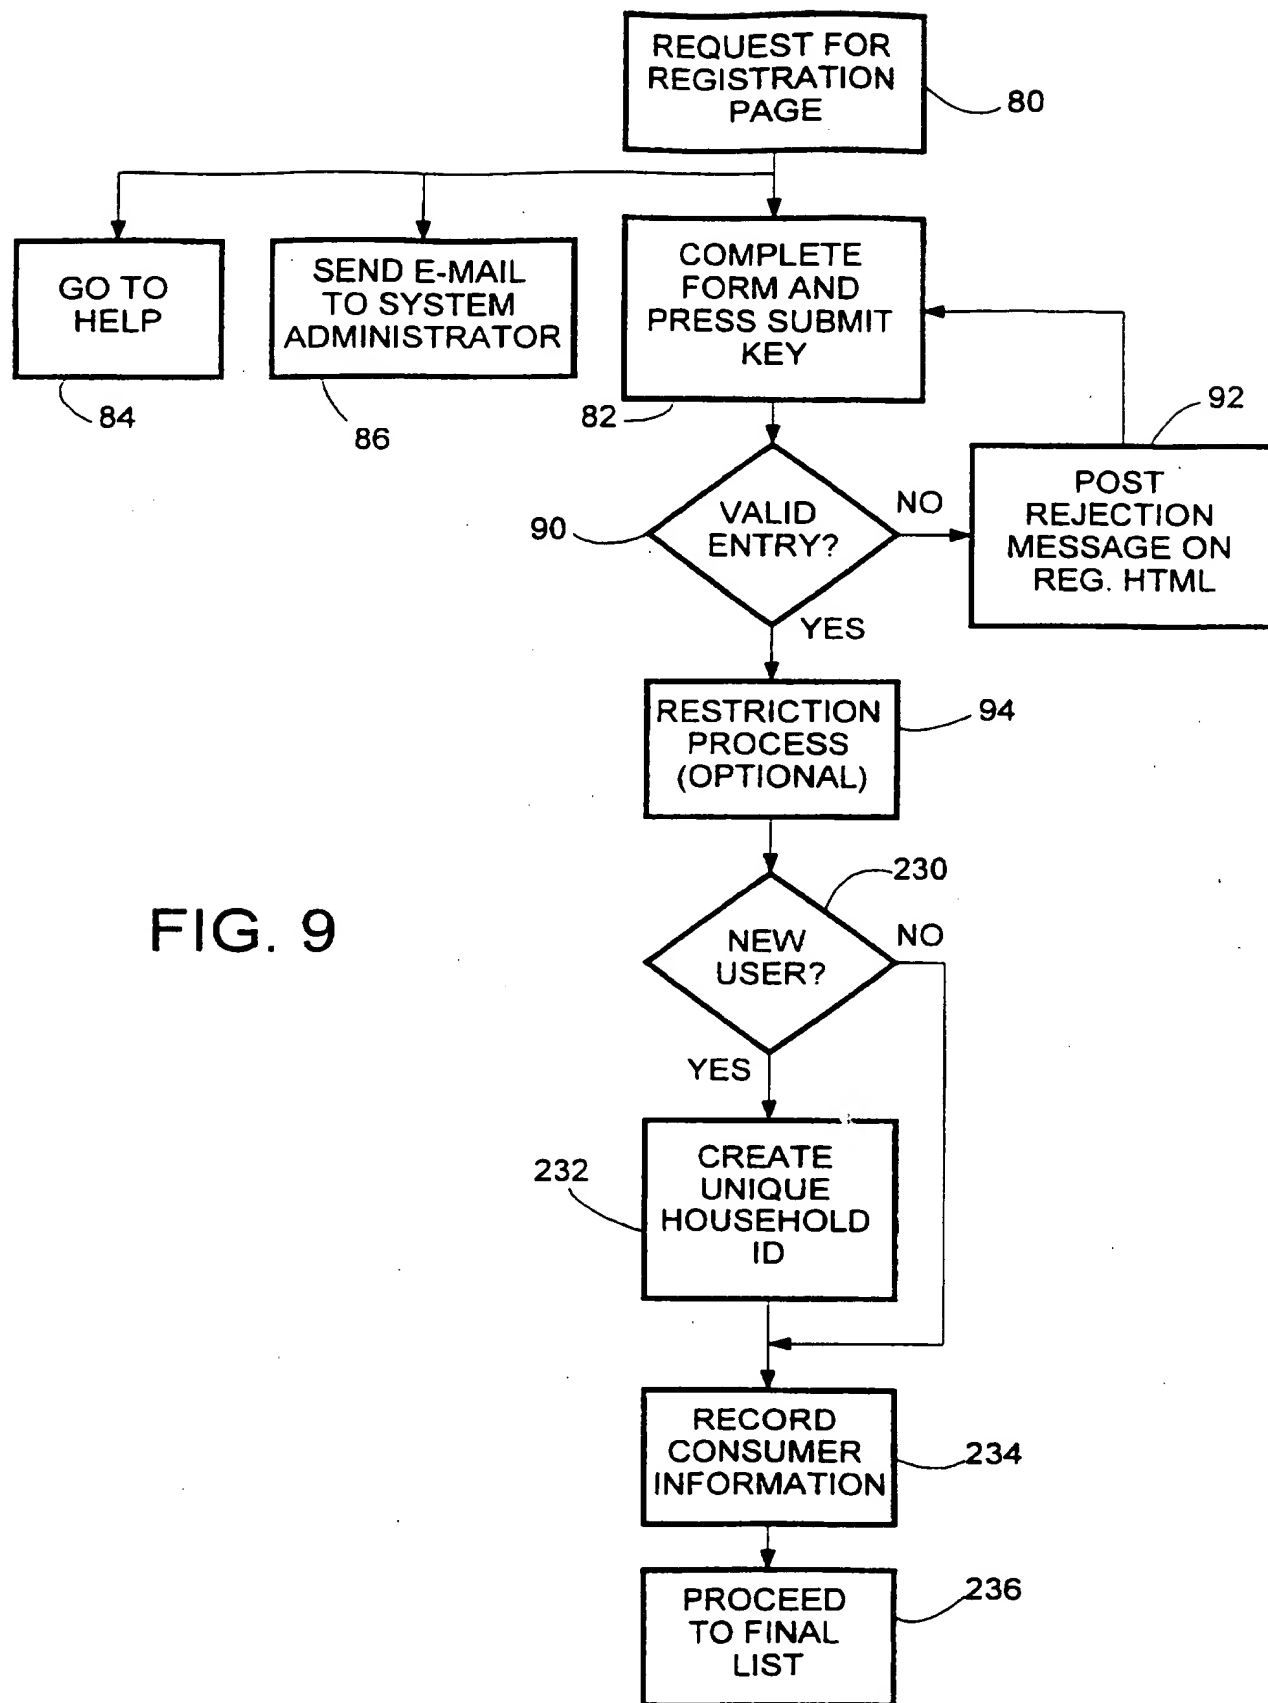 REQUEST FOR
REGISTRATION
PAGE
80
GO TO
HELP
84
SEND E-MAIL
TO SYSTEM
ADMINISTRATOR
86
COMPLETE
FORM AND
PRESS SUBMIT
KEY
82
92
POST
REJECTION
MESSAGE ON
REG. HTML
NO
VALID
ENTRY?
90
YES
RESTRICTION
PROCESS
(OPTIONAL)
94
230
NEW
USER?
NO
YES
FIG. 9
CREATE
UNIQUE
HOUSEHOLD
ID
232
RECORD
CONSUMER
INFORMATION
234
PROCEED
TO FINAL
LIST
236